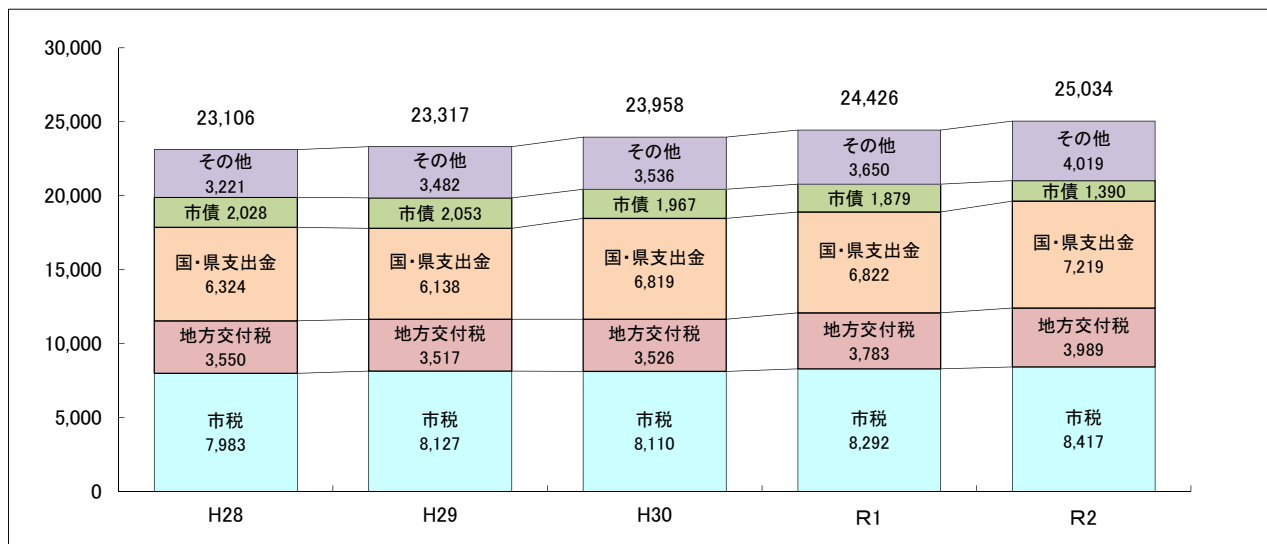 30,000
25,000
20,000
15,000
10,000
5,000
0
23,106
23,317
23,958
24,426
25,034
その他
3,221
市債 2,028
国・県支出金
6,324
地方交付税
3,550
市税
7,983
その他
3,482
市債 2,053
国・県支出金
6,138
地方交付税
3,517
市税
8,127
その他
3,536
市債 1,967
国・県支出金
6,819
地方交付税
3,526
市税
8,110
その他
3,650
市債 1,879
国・県支出金
6,822
地方交付税
3,783
市税
8,292
その他
4,019
市債 1,390
国・県支出金
7,219
地方交付税
3,989
市税
8,417
H28
H29
H30
R1
R2